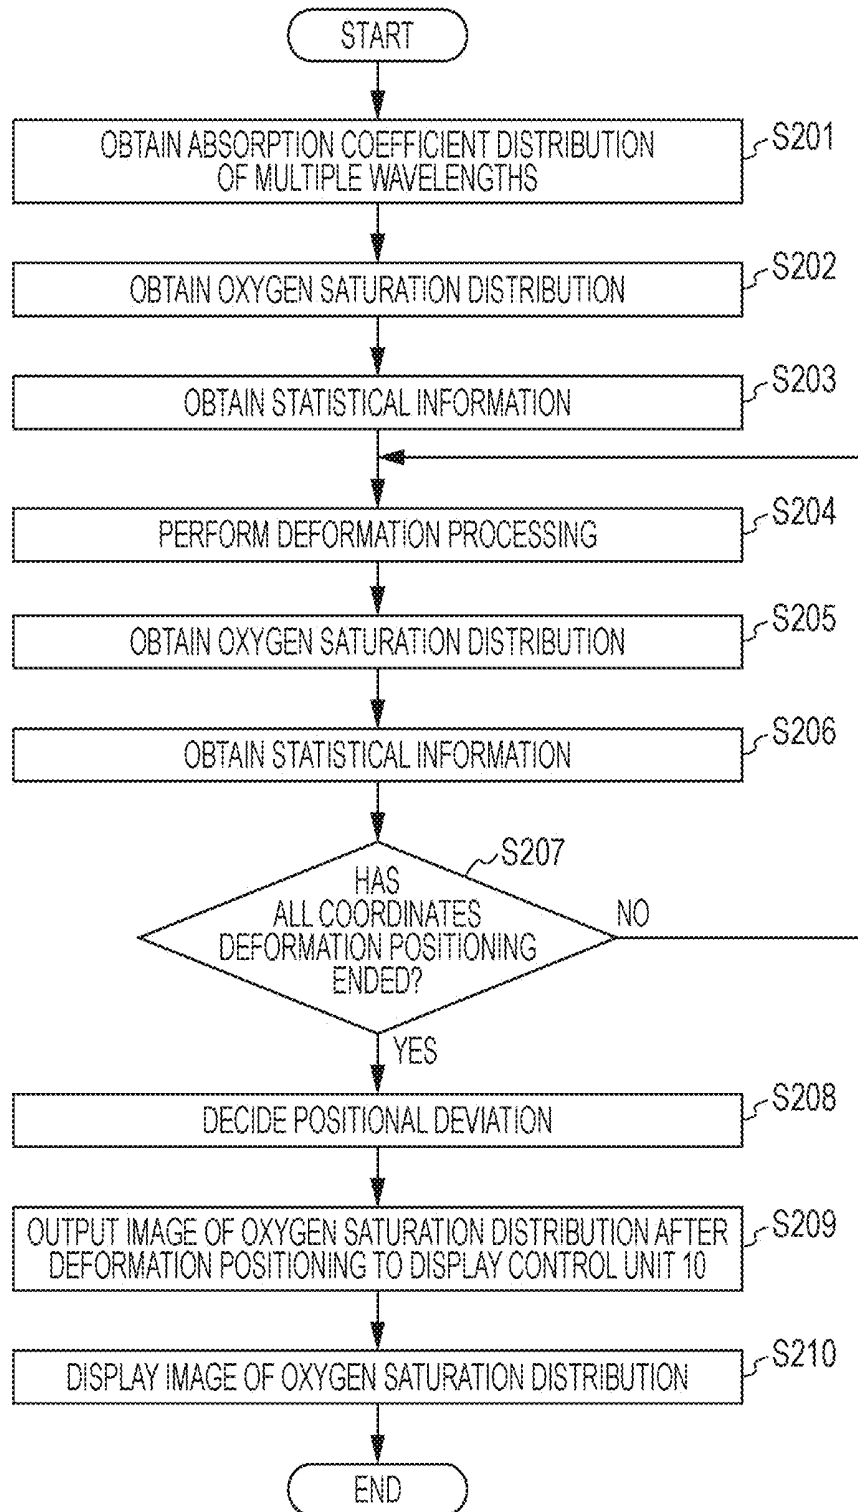 START
OBTAIN ABSORPTION COEFFICIENT DISTRIBUTION
OF MULTIPLE WAVELENGTHS
S201
OBTAIN OXYGEN SATURATION DISTRIBUTION
S202
OBTAIN STATISTICAL INFORMATION
S203
PERFORM DEFORMATION PROCESSING
S204
OBTAIN OXYGEN SATURATION DISTRIBUTION
S205
OBTAIN STATISTICAL INFORMATION
S206
S207
HAS
ALL COORDINATES
DEFORMATION POSITIONING
ENDED?
NO
YES
DECIDE POSITIONAL DEVIATION
S208
OUTPUT IMAGE OF OXYGEN SATURATION DISTRIBUTION AFTER
DEFORMATION POSITIONING TO DISPLAY CONTROL UNIT 10
S209
DISPLAY IMAGE OF OXYGEN SATURATION DISTRIBUTION
S210
END